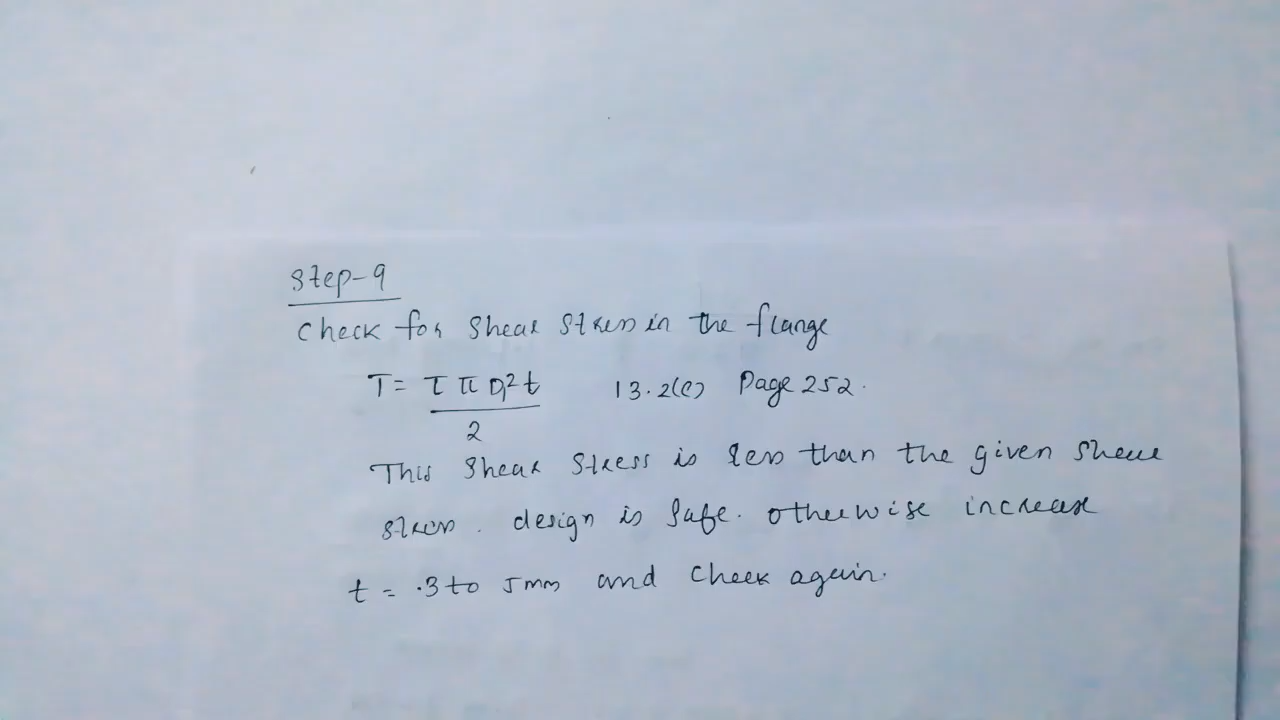 Step-9
Check for Shear Stress in the flange
T = τ π D₁² t / 2 13.2(c) Page 252.
This Shear Stress is less than the given Shear
stress. design is Safe. otherwise increase
t = .3 to 5mm and Check again.